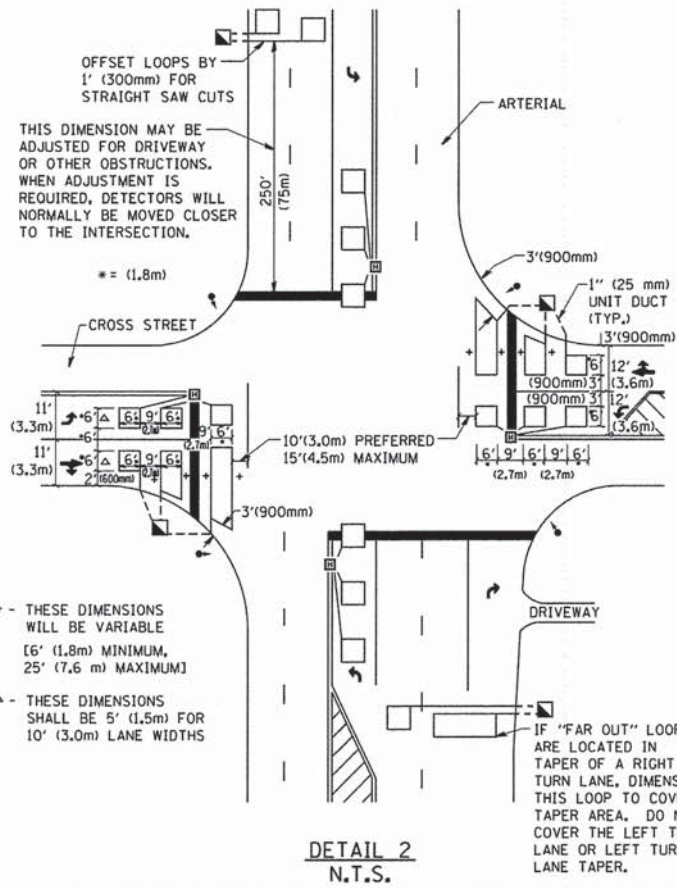 OFFSET LOOPS BY
1' (300mm) FOR
STRAIGHT SAW CUTS
THIS DIMENSION MAY BE
ADJUSTED FOR DRIVEWAY
OR OTHER OBSTRUCTIONS.
WHEN ADJUSTMENT IS
REQUIRED, DETECTORS WILL
NORMALLY BE MOVED CLOSER
TO THE INTERSECTION.
250'
(75m)
ARTERIAL
* = (1.8m)
CROSS STREET
3'(900mm)
1" (25 mm)
UNIT DUCT
(TYP.)
3'(900mm)
6'
12'
(3.6m)
(900mm) 3'
(900mm) 3'
12'
6'
(3.6m)
6' 9' 6' 9' 6'
* * *
(2.7m) (2.7m)
11'
(3.3m)
*6' 6' 9' 6'
*6'
9' 6'
(2.7m) *
11'
(3.3m)
*6' 6' 9' 6'
2' (600mm)
10'(3.0m) PREFERRED
15'(4.5m) MAXIMUM
3'(900mm)
- THESE DIMENSIONS
WILL BE VARIABLE
[6' (1.8m) MINIMUM,
25' (7.6 m) MAXIMUM]
- THESE DIMENSIONS
SHALL BE 5' (1.5m) FOR
10' (3.0m) LANE WIDTHS
H
H
H
H
DRIVEWAY
IF "FAR OUT" LOOP
ARE LOCATED IN
TAPER OF A RIGHT
TURN LANE, DIMENS
THIS LOOP TO COV
TAPER AREA. DO N
COVER THE LEFT T
LANE OR LEFT TUR
LANE TAPER.
DETAIL 2
N.T.S.